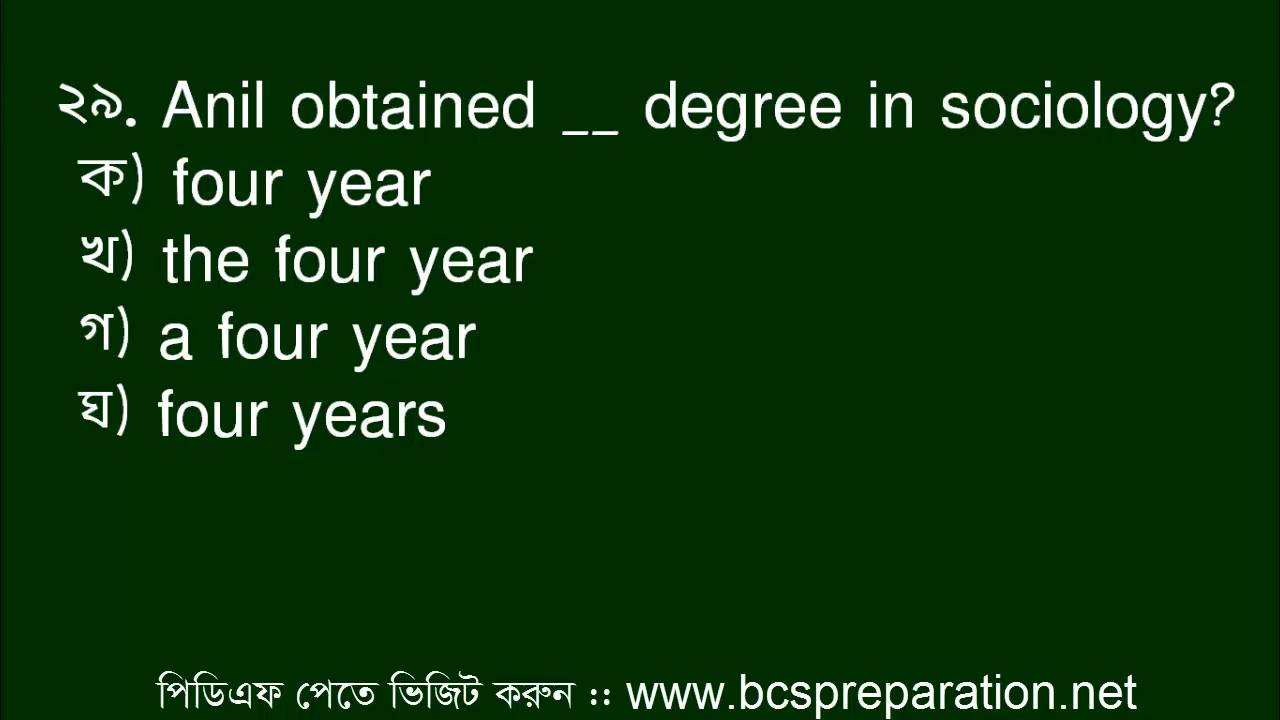 ২৯. Anil obtained __ degree in sociology?
ক) four year
খ) the four year
গ) a four year
ঘ) four years
পিডিএফ পেতে ভিজিট করুন :: www.bcspreparation.net